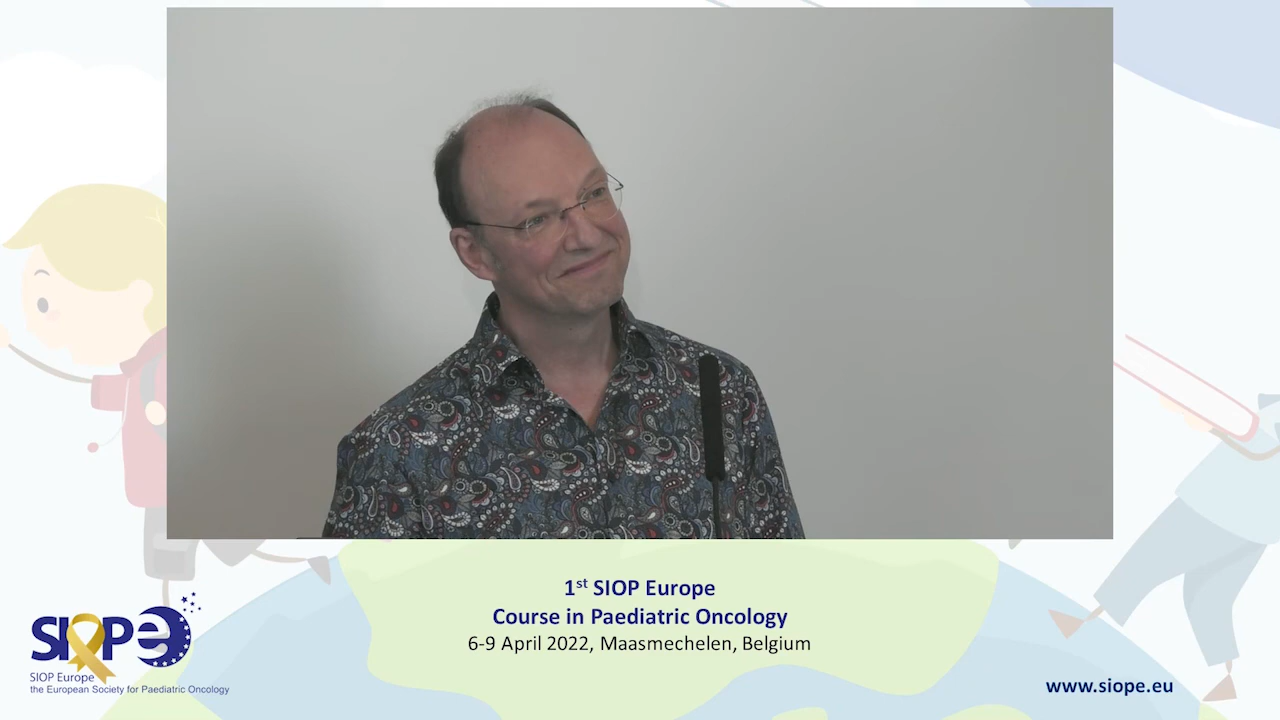 1st SIOP Europe
Course in Paediatric Oncology
6-9 April 2022, Maasmechelen, Belgium
SIOPe
SIOP Europe
the European Society for Paediatric Oncology
www.siope.eu